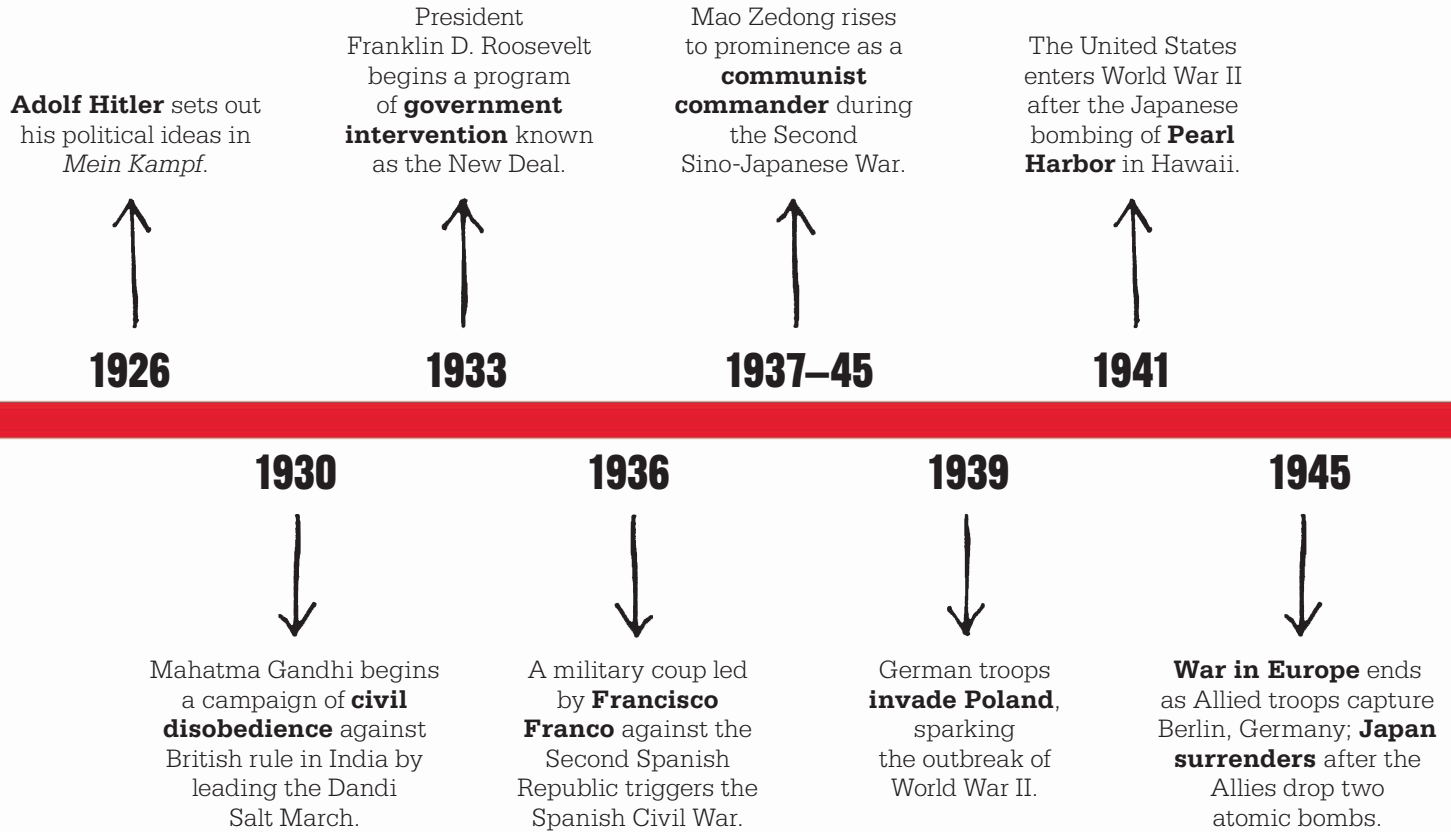 Adolf Hitler sets out
his political ideas in
Mein Kampf.
President
Franklin D. Roosevelt
begins a program
of government
intervention known
as the New Deal.
Mao Zedong rises
to prominence as a
communist
commander during
the Second
Sino-Japanese War.
The United States
enters World War II
after the Japanese
bombing of Pearl
Harbor in Hawaii.
1926
1933
1937–45
1941
1930
1936
1939
1945
Mahatma Gandhi begins
a campaign of civil
disobedience against
British rule in India by
leading the Dandi
Salt March.
A military coup led
by Francisco
Franco against the
Second Spanish
Republic triggers the
Spanish Civil War.
German troops
invade Poland,
sparking
the outbreak of
World War II.
War in Europe ends
as Allied troops capture
Berlin, Germany; Japan
surrenders after the
Allies drop two
atomic bombs.